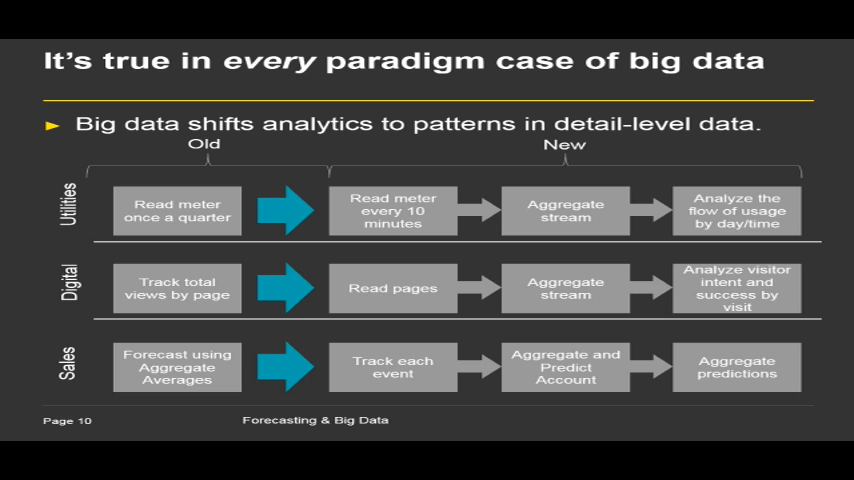 It's true in every paradigm case of big data
► Big data shifts analytics to patterns in detail-level data.
Old
New
Utilities
Read meter
once a quarter
Read meter
every 10
minutes
Aggregate
stream
Analyze the
flow of usage
by day/time
Digital
Track total
views by page
Read pages
Aggregate
stream
Analyze visitor
intent and
success by
visit
Sales
Forecast using
Aggregate
Averages
Track each
event
Aggregate and
Predict
Account
Aggregate
predictions
Page 10
Forecasting & Big Data